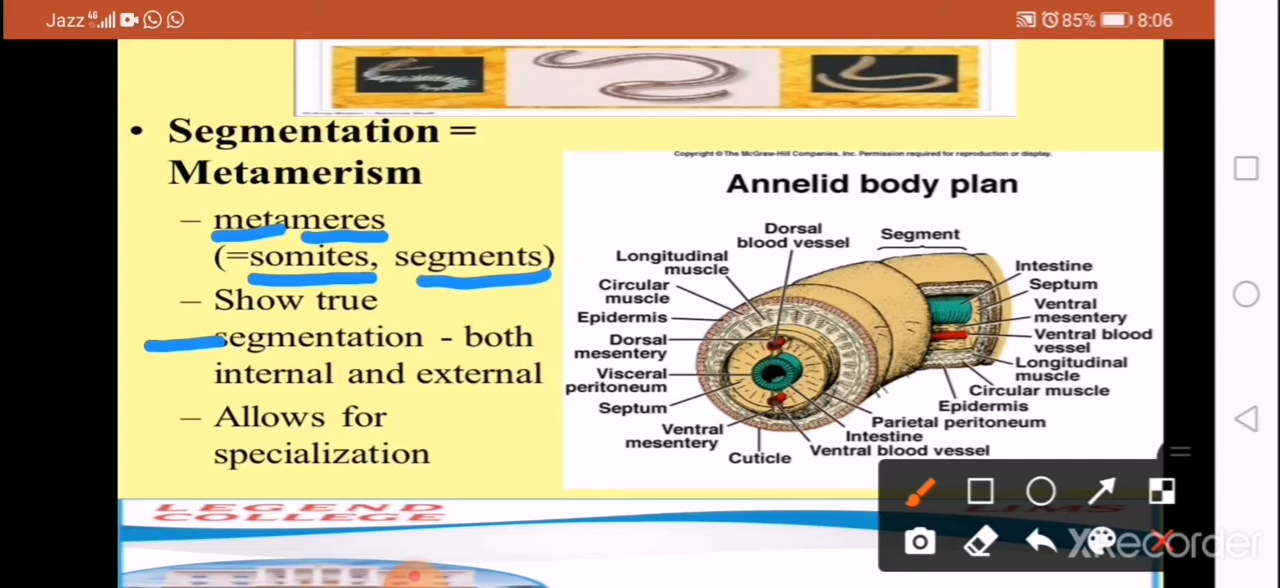 Jazz 4G 85% 8:06
• Segmentation =
Metamerism
– metameres
(=somites, segments)
– Show true
segmentation - both
internal and external
– Allows for
specialization
Copyright © The McGraw-Hill Companies, Inc. Permission required for reproduction or display.
Annelid body plan
Dorsal
blood vessel
Segment
Longitudinal
muscle
Circular
muscle
Epidermis
Dorsal
mesentery
Visceral
peritoneum
Septum
Ventral
mesentery
Cuticle
Intestine
Septum
Ventral
mesentery
Ventral blood
vessel
Longitudinal
muscle
Circular muscle
Epidermis
Parietal peritoneum
Intestine
Ventral blood vessel
LEGEND
COLLEGE
LIMS
XRecorder